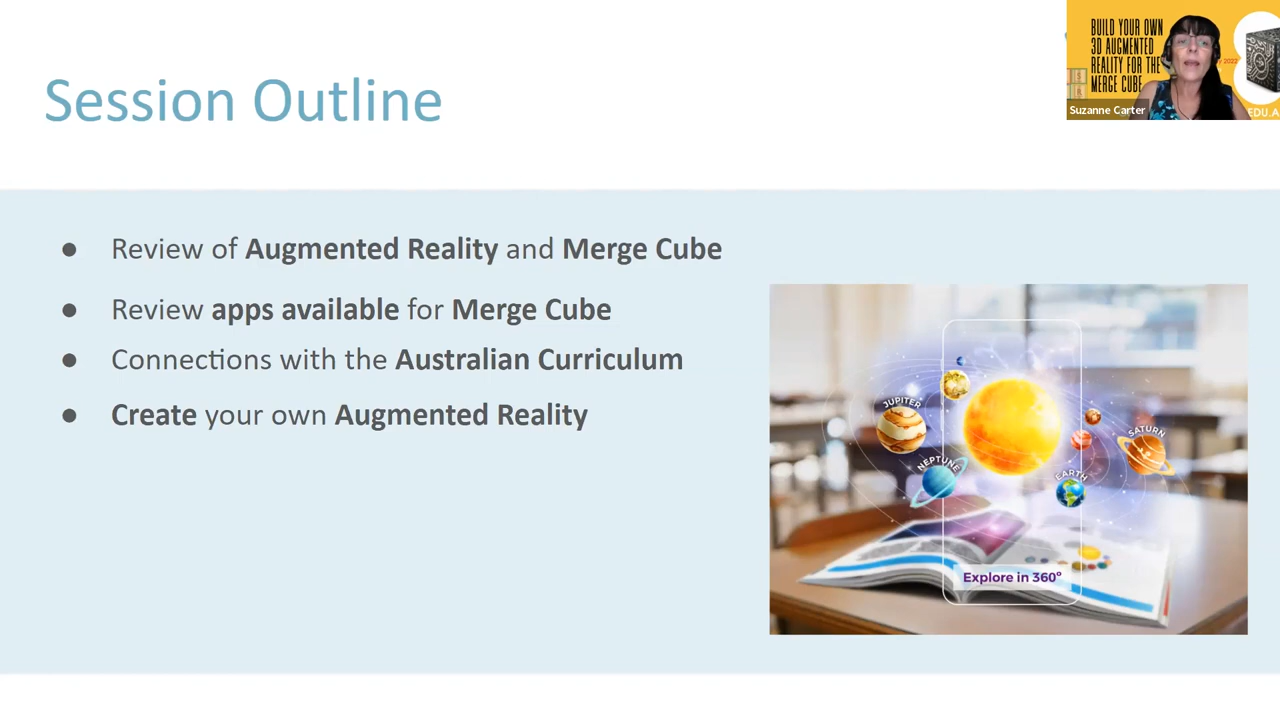 Session Outline
BUILD YOUR OWN
3D AUGMENTED
REALITY FOR THE
MERGE CUBE
2022
Suzanne Carter
EDU.A
● Review of Augmented Reality and Merge Cube
● Review apps available for Merge Cube
● Connections with the Australian Curriculum
● Create your own Augmented Reality
JUPITER
SATURN
NEPTUNE
EARTH
Explore in 360°